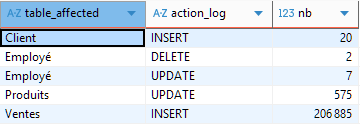 A-Z table_affected A-Z action_log 123 nb
Client INSERT 20
Employé DELETE 2
Employé UPDATE 7
Produits UPDATE 575
Ventes INSERT 206 885